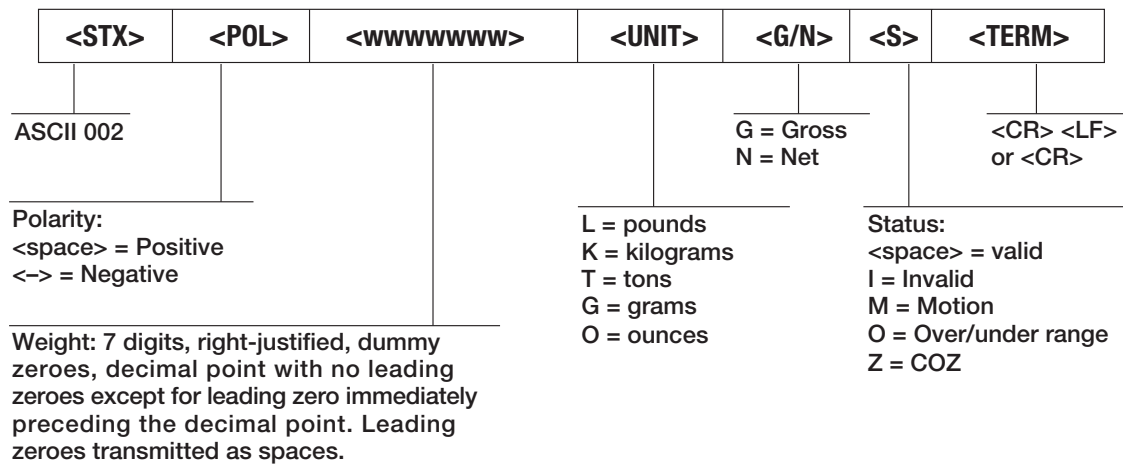 <STX> <POL> <wwwwwww> <UNIT> <G/N> <S> <TERM>
ASCII 002
G = Gross
N = Net
<CR> <LF>
or <CR>
Polarity:
<space> = Positive
<–> = Negative
L = pounds
K = kilograms
T = tons
G = grams
O = ounces
Status:
<space> = valid
I = Invalid
M = Motion
O = Over/under range
Z = COZ
Weight: 7 digits, right-justified, dummy
zeroes, decimal point with no leading
zeroes except for leading zero immediately
preceding the decimal point. Leading
zeroes transmitted as spaces.